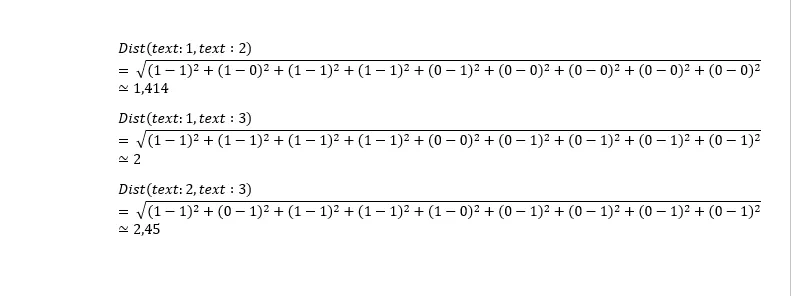 Dist(text: 1, text : 2)
= √(1 − 1)² + (1 − 0)² + (1 − 1)² + (1 − 1)² + (0 − 1)² + (0 − 0)² + (0 − 0)² + (0 − 0)² + (0 − 0)²
≃ 1,414
Dist(text: 1, text : 3)
= √(1 − 1)² + (1 − 1)² + (1 − 1)² + (1 − 1)² + (0 − 0)² + (0 − 1)² + (0 − 1)² + (0 − 1)² + (0 − 1)²
≃ 2
Dist(text: 2, text : 3)
= √(1 − 1)² + (0 − 1)² + (1 − 1)² + (1 − 1)² + (1 − 0)² + (0 − 1)² + (0 − 1)² + (0 − 1)² + (0 − 1)²
≃ 2,45